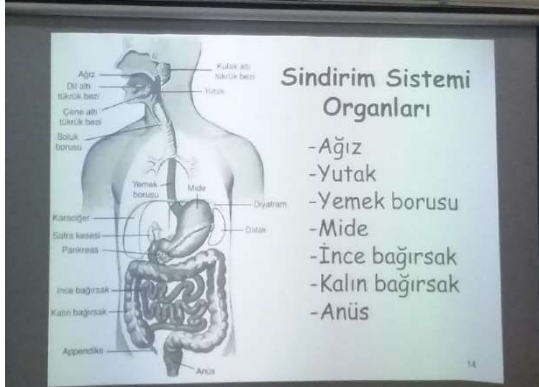 Sindirim Sistemi
Organları
-Ağız
-Yutak
-Yemek borusu
-Mide
-İnce bağırsak
-Kalın bağırsak
-Anüs
Ağız
Dil altı
tükrük bezi
Çene altı
tükrük bezi
Soluk
borusu
Kulak altı
tükrük bezi
Yutak
Yemek
borusu
Mide
Diyafram
Karaciğer
Safra kesesi
Dalak
Pankreas
İnce bağırsak
Kalın bağırsak
Appendiks
Anüs
14